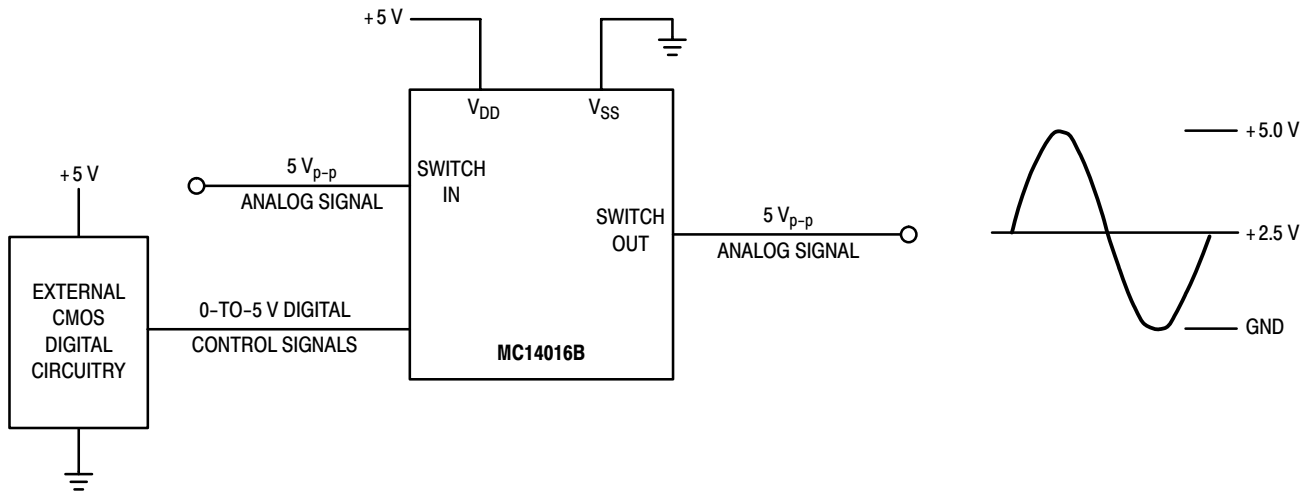 +5 V
V_DD
V_SS
5 V_p-p
ANALOG SIGNAL
SWITCH
IN
SWITCH
OUT
5 V_p-p
ANALOG SIGNAL
+5 V
EXTERNAL
CMOS
DIGITAL
CIRCUITRY
0-TO-5 V DIGITAL
CONTROL SIGNALS
MC14016B
+5.0 V
+2.5 V
GND